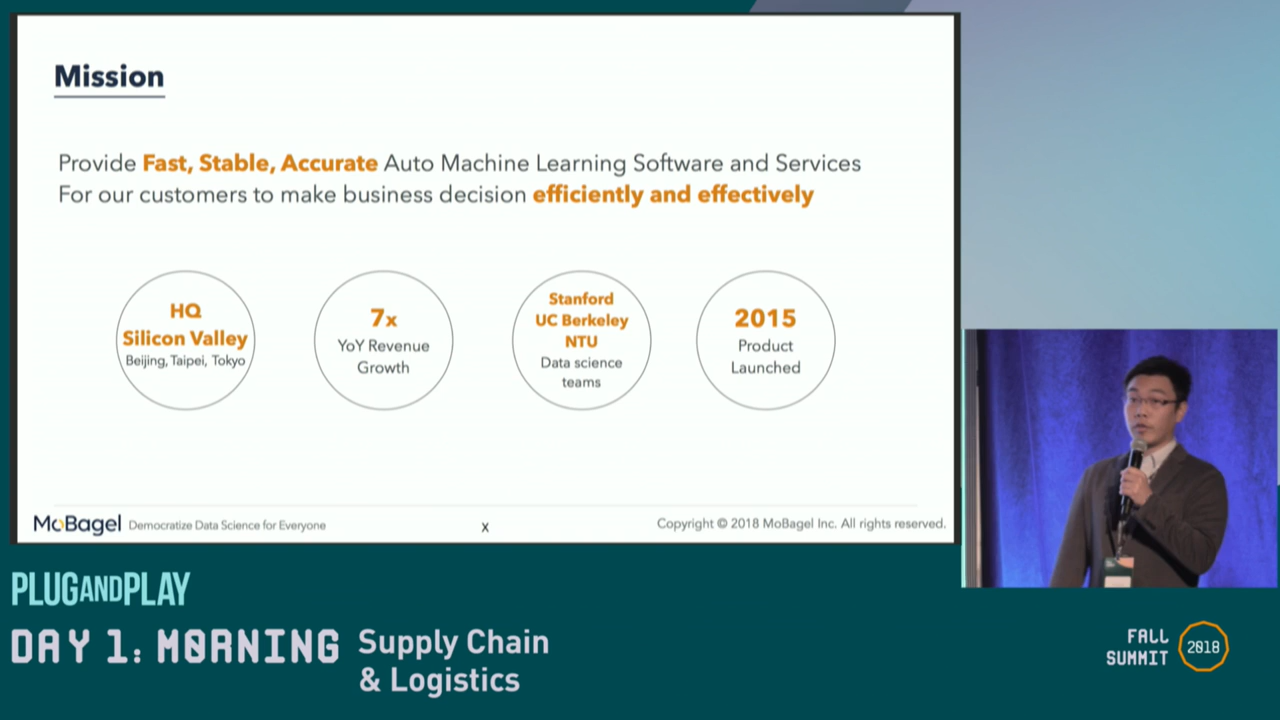 Mission
Provide Fast, Stable, Accurate Auto Machine Learning Software and Services
For our customers to make business decision efficiently and effectively
HQ
Silicon Valley
Beijing, Taipei, Tokyo
7x
YoY Revenue
Growth
Stanford
UC Berkeley
NTU
Data science
teams
2015
Product
Launched
MoBagel Democratize Data Science for Everyone
X
Copyright © 2018 MoBagel Inc. All rights reserved.
PLUGANDPLAY
DAY 1: MORNING
Supply Chain
& Logistics
FALL
SUMMIT
2018